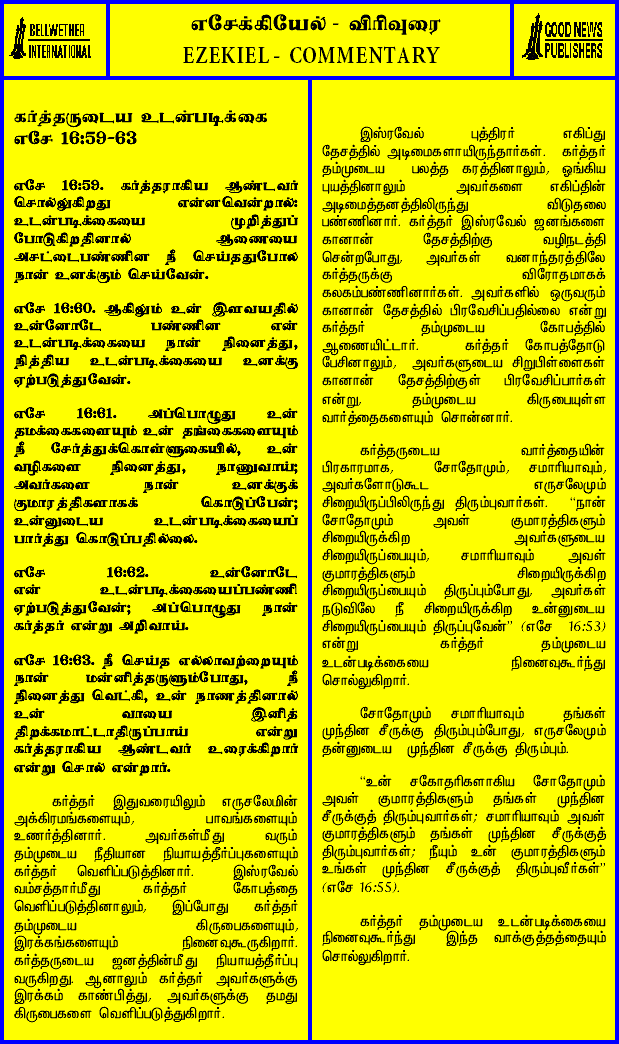 BELLWETHER
INTERNATIONAL
எசேக்கியேல் - விரிவுரை
EZEKIEL - COMMENTARY
GOOD NEWS
PUBLISHERS
கர்த்தருடைய உடன்படிக்கை
எசே 16:59-63
எசே 16:59. கர்த்தராகிய ஆண்டவர்
சொல்லுகிறது என்னவென்றால்:
உடன்படிக்கையை முறித்துப்
போடுகிறதினால் ஆணையை
அசட்டைபண்ணின நீ செய்ததுபோல
நான் உனக்கும் செய்வேன்.
எசே 16:60. ஆகிலும் உன் இளவயதில்
உன்னோடே பண்ணின என்
உடன்படிக்கையை நான் நினைத்து,
நித்திய உடன்படிக்கையை உனக்கு
ஏற்படுத்துவேன்.
எசே 16:61. அப்பொழுது உன்
தமக்கைகளையும் உன் தங்கைகளையும்
நீ சேர்த்துக்கொள்ளுகையில், உன்
வழிகளை நினைத்து, நாணுவாய்;
அவர்களை நான் உனக்குக்
குமாரத்திகளாகக் கொடுப்பேன்;
உன்னுடைய உடன்படிக்கையைப்
பார்த்து கொடுப்பதில்லை.
எசே 16:62. உன்னோடே
என் உடன்படிக்கையைப்பண்ணி
ஏற்படுத்துவேன்; அப்பொழுது நான்
கர்த்தர் என்று அறிவாய்.
எசே 16:63. நீ செய்த எல்லாவற்றையும்
நான் மன்னித்தருளும்போது, நீ
நினைத்து வெட்கி, உன் நாணத்தினால்
உன் வாயை இனித்
திறக்கமாட்டாதிருப்பாய் என்று
கர்த்தராகிய ஆண்டவர் உரைக்கிறார்
என்று சொல் என்றார்.
கர்த்தர் இதுவரையிலும் எருசலேமின்
அக்கிரமங்களையும், பாவங்களையும்
உணர்த்தினார். அவர்கள்மீது வரும்
தம்முடைய நீதியான நியாயத்தீர்ப்புகளையும்
கர்த்தர் வெளிப்படுத்தினார். இஸ்ரவேல்
வம்சத்தார்மீது கர்த்தர் கோபத்தை
வெளிப்படுத்தினாலும், இப்போது கர்த்தர்
தம்முடைய கிருபைகளையும்,
இரக்கங்களையும் நினைவுகூருகிறார்.
கர்த்தருடைய ஜனத்தின்மீது நியாயத்தீர்ப்பு
வருகிறது. ஆனாலும் கர்த்தர் அவர்களுக்கு
இரக்கம் காண்பித்து, அவர்களுக்கு தமது
கிருபைகளை வெளிப்படுத்துகிறார்.
இஸ்ரவேல் புத்திரர் எகிப்து
தேசத்தில் அடிமைகளாயிருந்தார்கள். கர்த்தர்
தம்முடைய பலத்த கரத்தினாலும், ஓங்கிய
புயத்தினாலும் அவர்களை எகிப்தின்
அடிமைத்தனத்திலிருந்து விடுதலை
பண்ணினார். கர்த்தர் இஸ்ரவேல் ஜனங்களை
கானான் தேசத்திற்கு வழிநடத்தி
சென்றபோது, அவர்கள் வனாந்தரத்திலே
கர்த்தருக்கு விரோதமாகக்
கலகம்பண்ணினார்கள். அவர்களில் ஒருவரும்
கானான் தேசத்தில் பிரவேசிப்பதில்லை என்று
கர்த்தர் தம்முடைய கோபத்தில்
ஆணையிட்டார். கர்த்தர் கோபத்தோடு
பேசினாலும், அவர்களுடைய சிறுபிள்ளைகள்
கானான் தேசத்திற்குள் பிரவேசிப்பார்கள்
என்று, தம்முடைய கிருபையுள்ள
வார்த்தைகளையும் சொன்னார்.
கர்த்தருடைய வார்த்தையின்
பிரகாரமாக, சோதோமும், சமாரியாவும்,
அவர்களோடுகூட எருசலேமும்
சிறையிருப்பிலிருந்து திரும்புவார்கள். “நான்
சோதோமும் அவள் குமாரத்திகளும்
சிறையிருக்கிற அவர்களுடைய
சிறையிருப்பையும், சமாரியாவும் அவள்
குமாரத்திகளும் சிறையிருக்கிற
சிறையிருப்பையும் திருப்பும்போது, அவர்கள்
நடுவிலே நீ சிறையிருக்கிற உன்னுடைய
சிறையிருப்பையும் திருப்புவேன்” (எசே 16:53)
என்று கர்த்தர் தம்முடைய
உடன்படிக்கையை நினைவுகூர்ந்து
சொல்லுகிறார்.
சோதோமும் சமாரியாவும் தங்கள்
முந்தின சீருக்கு திரும்பும்போது, எருசலேமும்
தன்னுடைய முந்தின சீருக்கு திரும்பும்.
“உன் சகோதரிகளாகிய சோதோமும்
அவள் குமாரத்திகளும் தங்கள் முந்தின
சீருக்குத் திரும்புவார்கள்; சமாரியாவும் அவள்
குமாரத்திகளும் தங்கள் முந்தின சீருக்குத்
திரும்புவார்கள்; நீயும் உன் குமாரத்திகளும்
உங்கள் முந்தின சீருக்குத் திரும்புவீர்கள்”
(எசே 16:55).
கர்த்தர் தம்முடைய உடன்படிக்கையை
நினைவுகூர்ந்து இந்த வாக்குத்தத்தையும்
சொல்லுகிறார்.